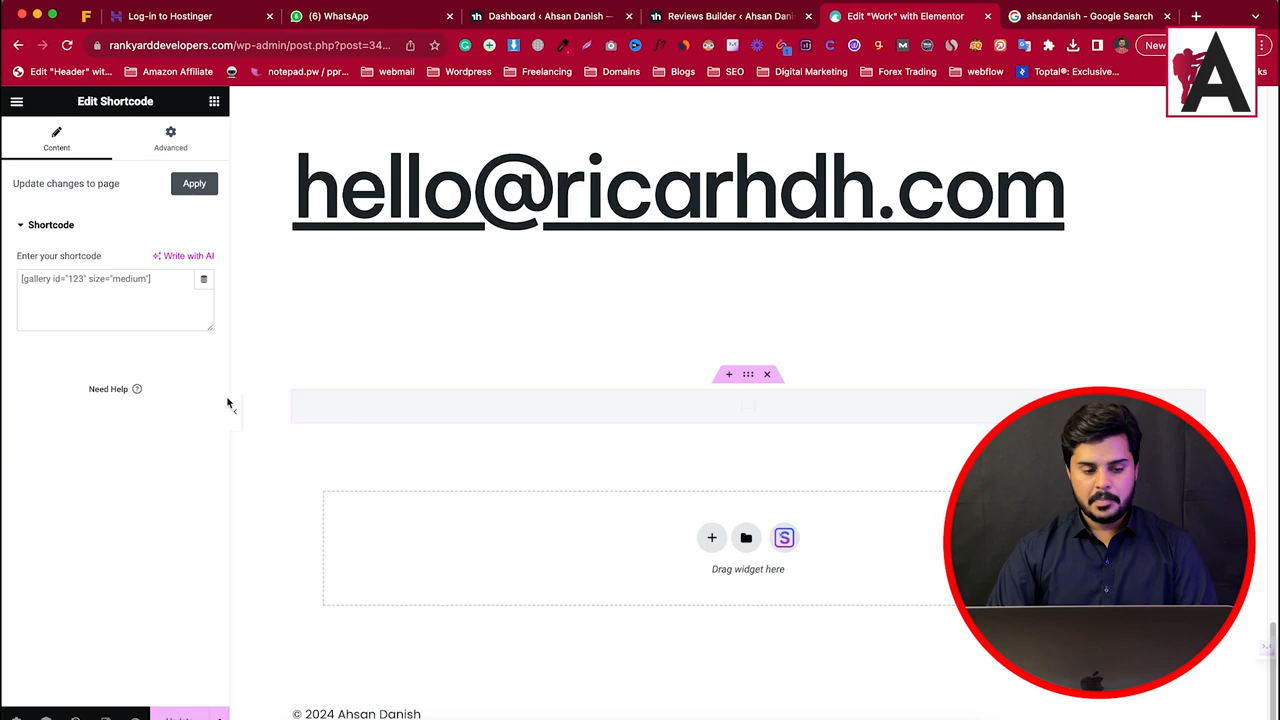 Log-in to Hostinger
(6) WhatsApp
Dashboard ‹ Ahsan Danish –
Reviews Builder ‹ Ahsan Dani
Edit "Work" with Elementor
ahsandanish - Google Search
rankyarddevelopers.com/wp-admin/post.php?post=34...
New
Edit "Header" wit...
Amazon Affiliate
notepad.pw / ppr...
webmail
Wordpress
Freelancing
Domains
Blogs
SEO
Digital Marketing
Forex Trading
webflow
Toptal: Exclusive...
ks
A
Edit Shortcode
Content
Advanced
Update changes to page
Apply
Shortcode
Enter your shortcode
Write with AI
[gallery id="123" size="medium"]
Need Help
hello@ricarhdh.com
Drag widget here
© 2024 Ahsan Danish